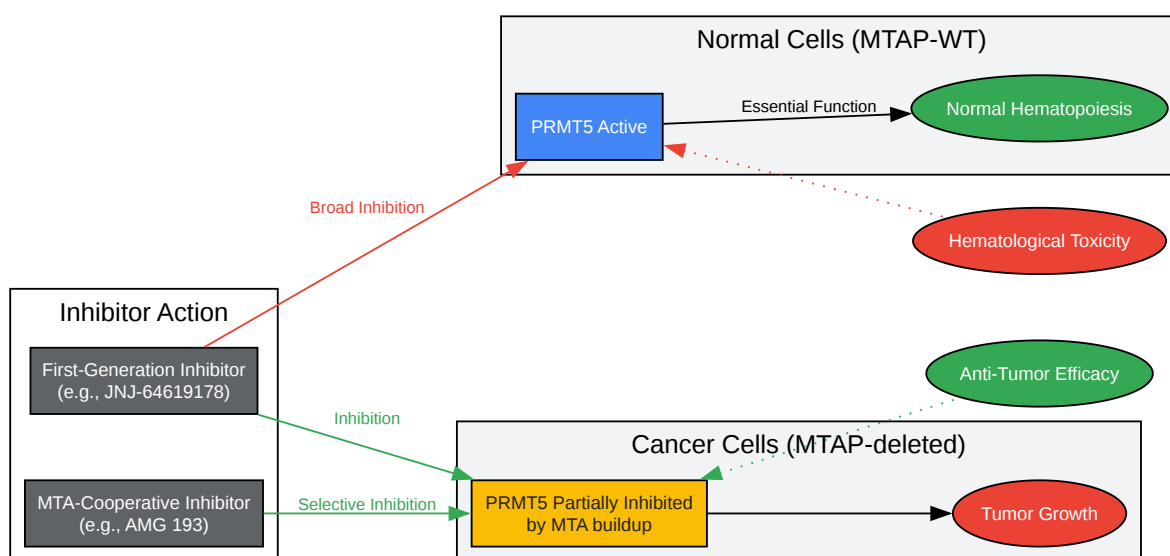 Normal Cells (MTAP-WT)
PRMT5 Active
Essential Function
Normal Hematopoiesis
Broad Inhibition
Hematological Toxicity
Inhibitor Action
First-Generation Inhibitor
(e.g., JNJ-64619178)
Inhibition
MTA-Cooperative Inhibitor
(e.g., AMG 193)
Selective Inhibition
Anti-Tumor Efficacy
Cancer Cells (MTAP-deleted)
PRMT5 Partially Inhibited
by MTA buildup
Tumor Growth